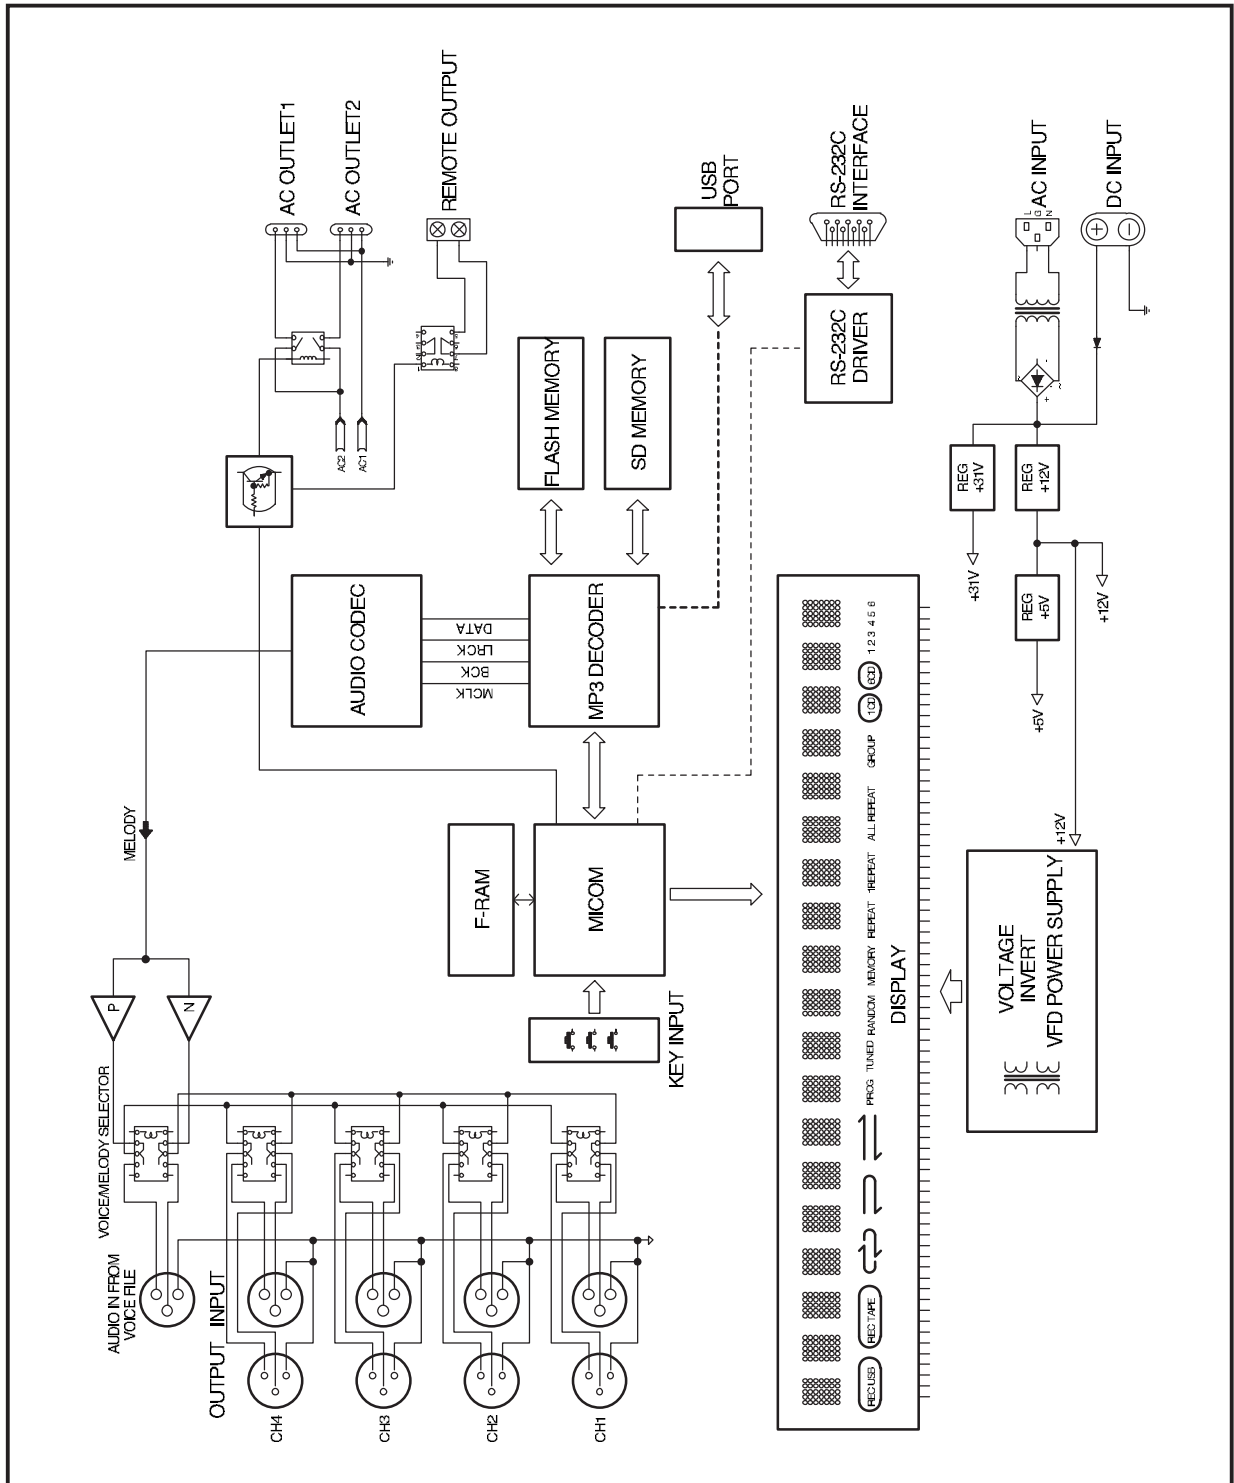 AC OUTLET1
AC OUTLET2
REMOTE OUTPUT
AC2
AC1
FLASH MEMORY
SD MEMORY
USB
PORT
RS-232C
INTERFACE
RS-232C
DRIVER
AC INPUT
L
G
N
DC INPUT
REG
+31V
REG
+12V
REG
+5V
+31V
+12V
+5V
+12V
AUDIO CODEC
DATA
LRCK
BCK
MCLK
MP3 DECODER
MELODY
F-RAM
MICOM
KEY INPUT
P
N
VOICE/MELODY SELECTOR
AUDIO IN FROM
VOICE FILE
OUTPUT
INPUT
CH4
CH3
CH2
CH1
REC USB
REC TAPE
PROG
TUNED
RANDOM
MEMORY
REPEAT
1REPEAT
ALL REPEAT
GROUP
1CD
6CD
1 2 3 4 5 6
DISPLAY
VOLTAGE
INVERT
VFD POWER SUPPLY